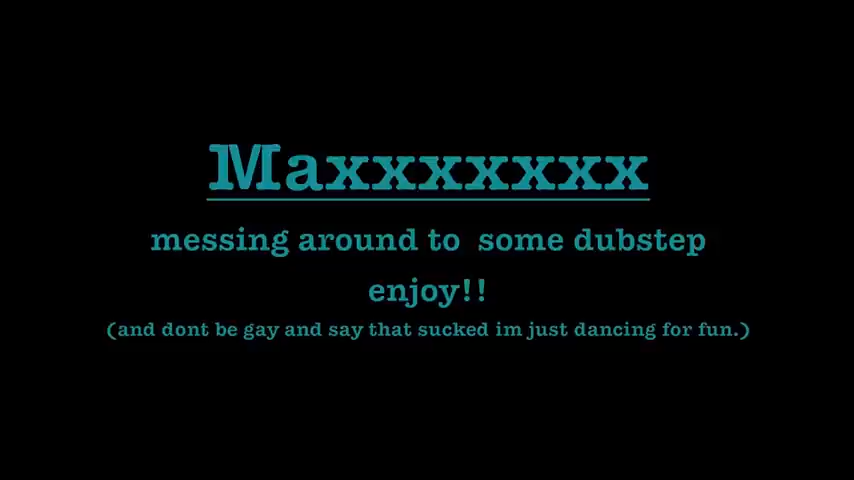 Maxxxxxxxx
messing around to some dubstep
enjoy!!
(and dont be gay and say that sucked im just dancing for fun.)